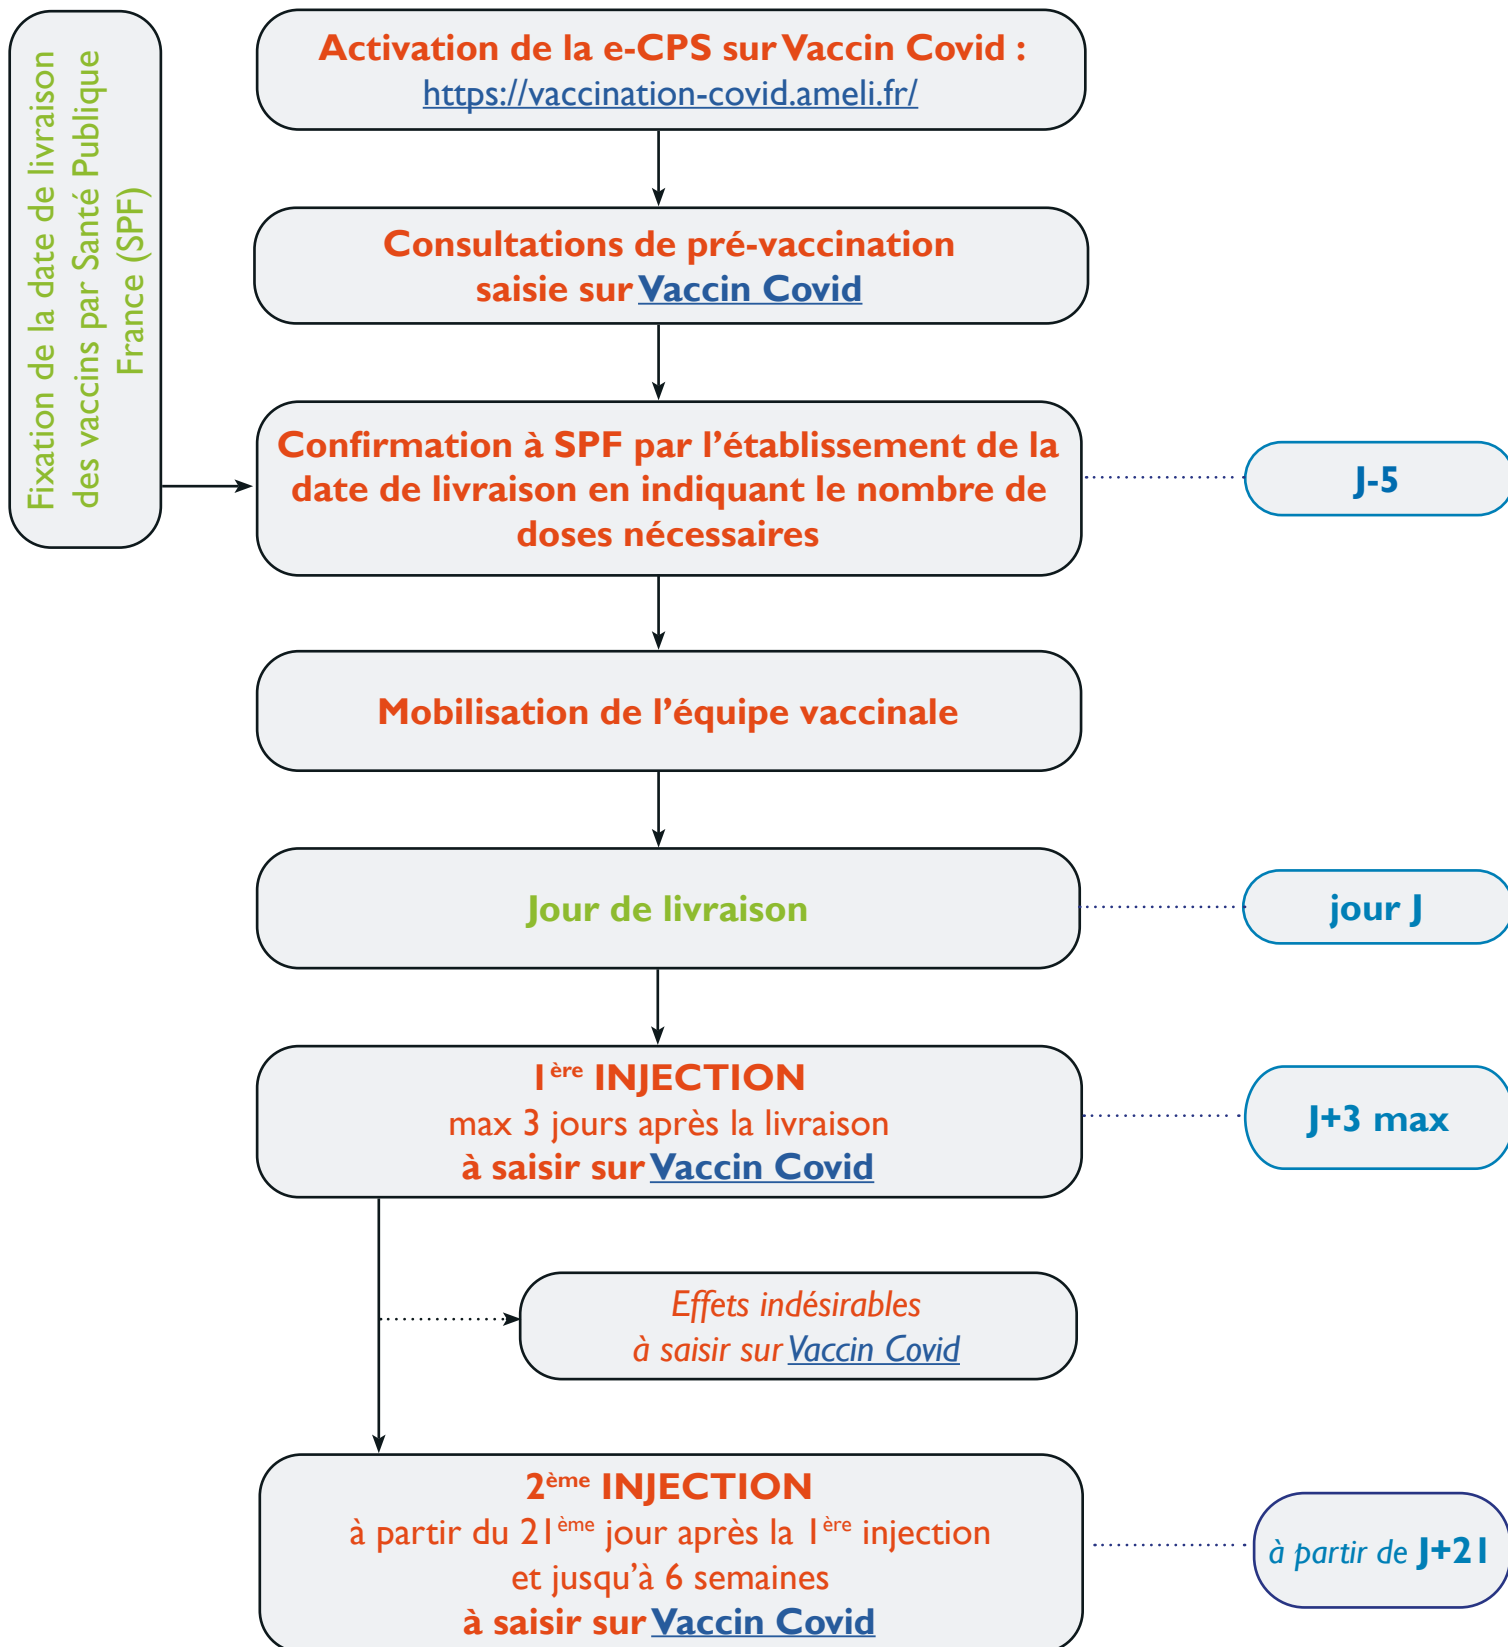 Fixation de la date de livraison
des vaccins par Santé Publique
France (SPF)
Activation de la e-CPS sur Vaccin Covid :
https://vaccination-covid.ameli.fr/
Consultations de pré-vaccination
saisie sur Vaccin Covid
Confirmation à SPF par l’établissement de la
date de livraison en indiquant le nombre de
doses nécessaires
J-5
Mobilisation de l’équipe vaccinale
Jour de livraison
jour J
1ère INJECTION
max 3 jours après la livraison
à saisir sur Vaccin Covid
J+3 max
Effets indésirables
à saisir sur Vaccin Covid
2ème INJECTION
à partir du 21ème jour après la 1ère injection
et jusqu’à 6 semaines
à saisir sur Vaccin Covid
à partir de J+21